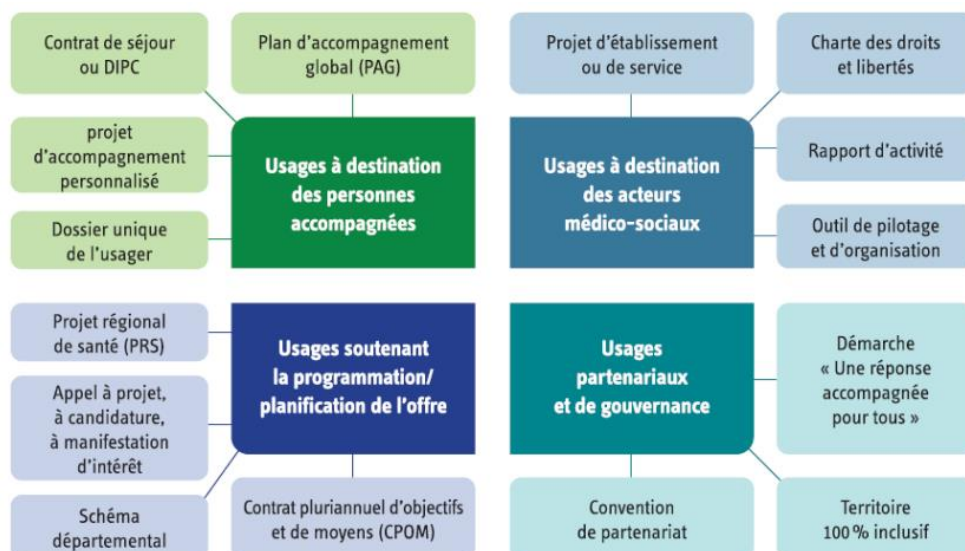 Contrat de séjour
ou DIPC
Plan d'accompagnement
global (PAG)
projet
d'accompagnement
personnalisé
Dossier unique
de l'usager
Usages à destination
des personnes
accompagnées
Projet d'établissement
ou de service
Charte des droits
et libertés
Rapport d'activité
Outil de pilotage
et d'organisation
Usages à destination
des acteurs
médico-sociaux
Projet régional
de santé (PRS)
Appel à projet,
à candidature,
à manifestation
d'intérêt
Schéma
départemental
Contrat pluriannuel d'objectifs
et de moyens (CPOM)
Usages soutenant
la programmation/
planification de l'offre
Usages
partenariaux
et de gouvernance
Démarche
« Une réponse
accompagnée
pour tous »
Convention
de partenariat
Territoire
100 % inclusif